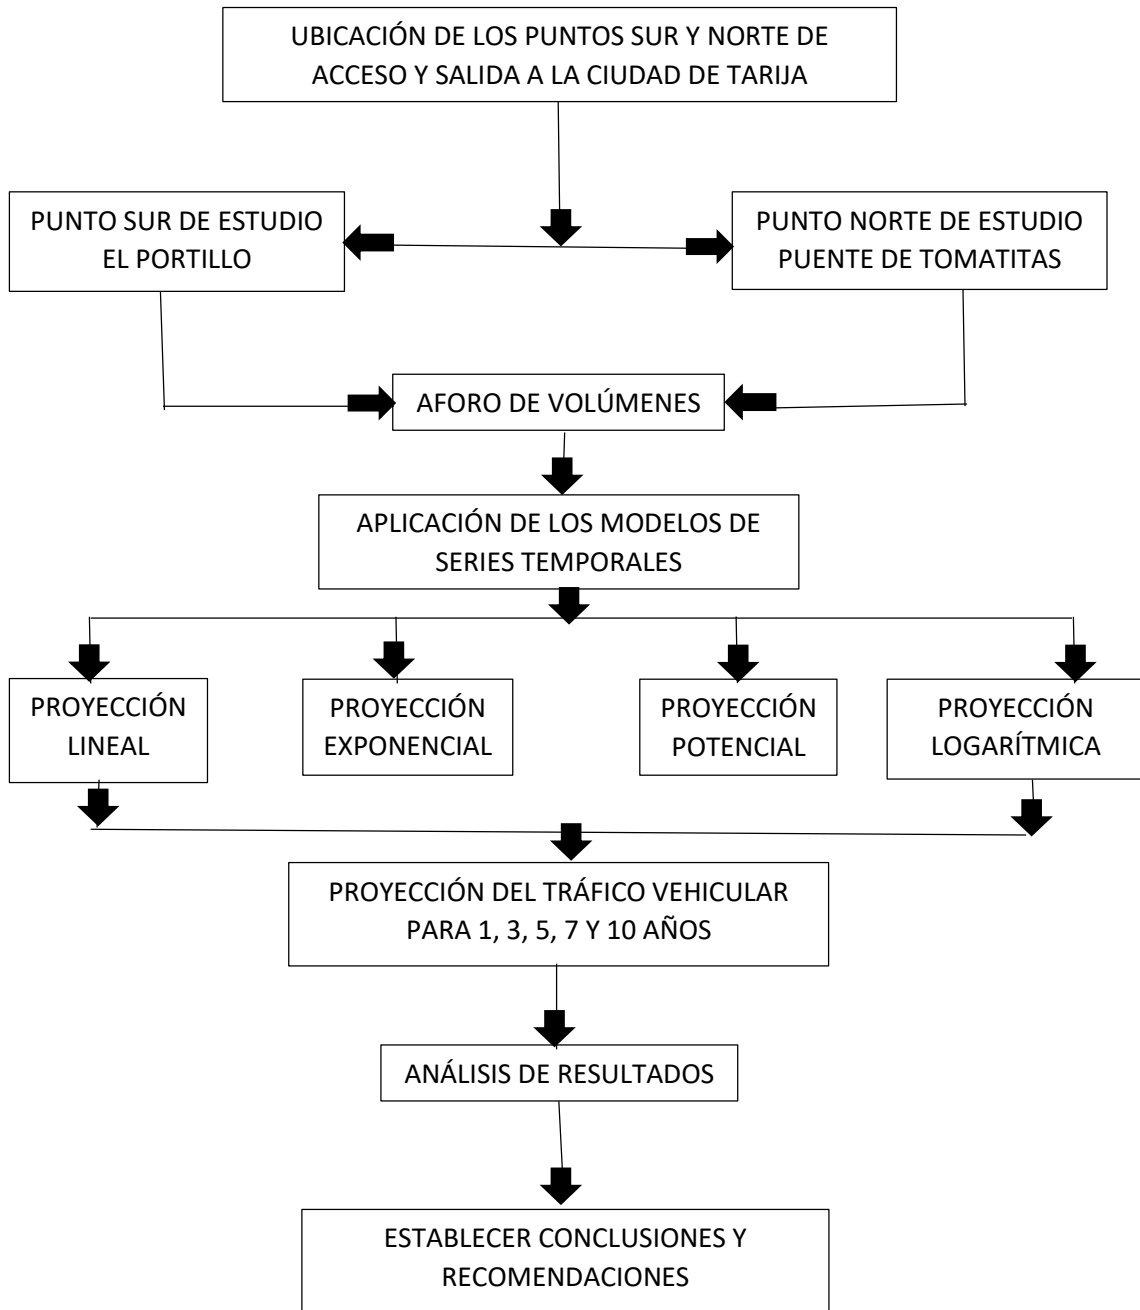 UBICACIÓN DE LOS PUNTOS SUR Y NORTE DE
ACCESO Y SALIDA A LA CIUDAD DE TARIJA
PUNTO SUR DE ESTUDIO
EL PORTILLO
PUNTO NORTE DE ESTUDIO
PUENTE DE TOMATITAS
AFORO DE VOLÚMENES
APLICACIÓN DE LOS MODELOS DE
SERIES TEMPORALES
PROYECCIÓN
LINEAL
PROYECCIÓN
EXPONENCIAL
PROYECCIÓN
POTENCIAL
PROYECCIÓN
LOGARÍTMICA
PROYECCIÓN DEL TRÁFICO VEHICULAR
PARA 1, 3, 5, 7 Y 10 AÑOS
ANÁLISIS DE RESULTADOS
ESTABLECER CONCLUSIONES Y
RECOMENDACIONES